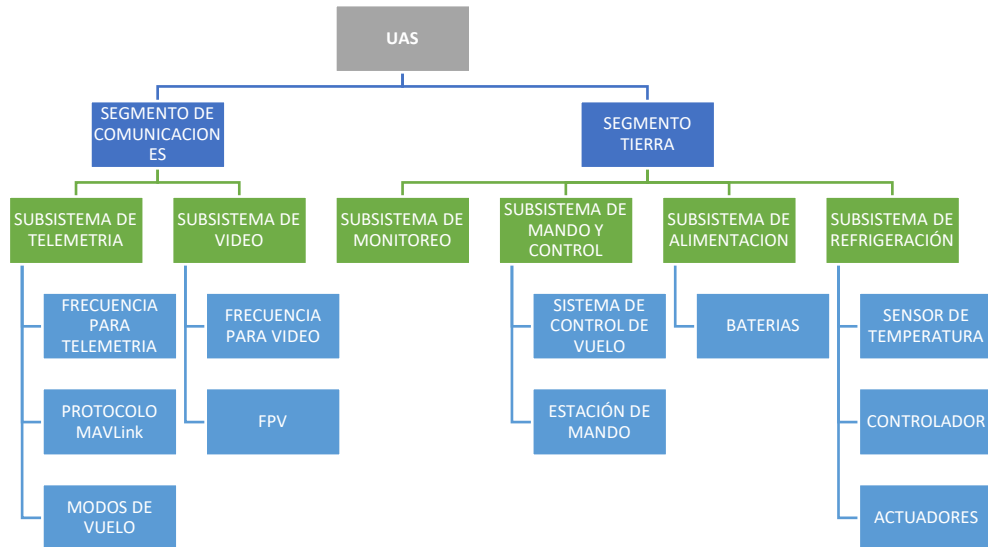 UAS
SEGMENTO DE
COMUNICACION
ES
SEGMENTO
TIERRA
SUBSISTEMA DE
TELEMETRIA
SUBSISTEMA DE
VIDEO
SUBSISTEMA DE
MONITOREO
SUBSISTEMA DE
MANDO Y
CONTROL
SUBSISTEMA DE
ALIMENTACION
SUBSISTEMA DE
REFRIGERACIÓN
FRECUENCIA
PARA
TELEMETRIA
FRECUENCIA
PARA VIDEO
SISTEMA DE
CONTROL DE
VUELO
BATERIAS
SENSOR DE
TEMPERATURA
PROTOCOLO
MAVLink
FPV
ESTACIÓN DE
MANDO
CONTROLADOR
MODOS DE
VUELO
ACTUADORES